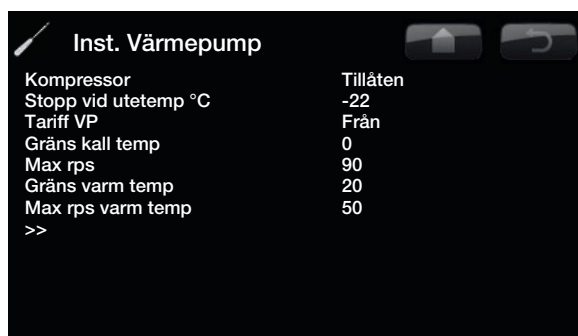 Inst. Värmepump
Kompressor Tillåten
Stopp vid utetemp °C -22
Tariff VP Från
Gräns kall temp 0
Max rps 90
Gräns varm temp 20
Max rps varm temp 50
>>